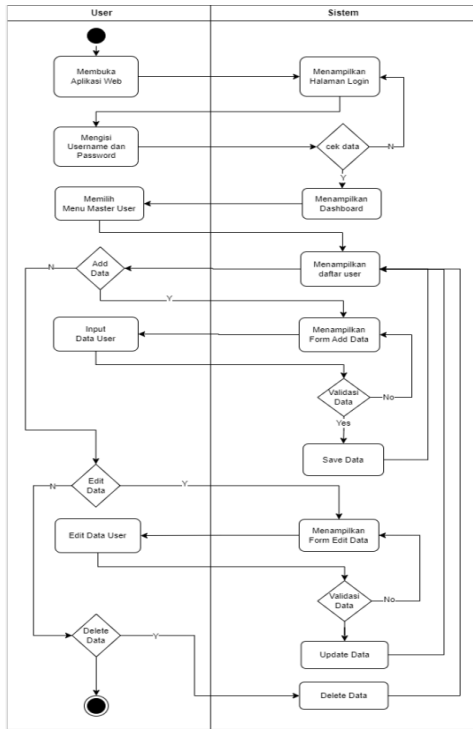 User
Sistem
Membuka
Aplikasi Web
Menampilkan
Halaman Login
Mengisi
Username dan
Password
cek data
N
Y
Memilih
Menu Master User
Menampilkan
Dashboard
Add
Data
N
Y
Menampilkan
daftar user
Input
Data User
Menampilkan
Form Add Data
Validasi
Data
No
Yes
Save Data
Edit
Data
N
Y
Edit Data User
Menampilkan
Form Edit Data
Validasi
Data
No
Update Data
Delete
Data
Y
Delete Data